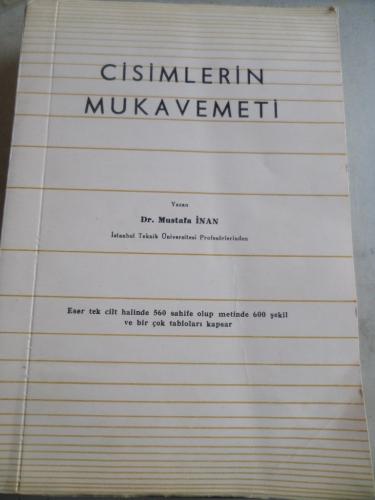 CİSİMLERİN
MUKAVEMETİ
Yazan
Dr. Mustafa İNAN
İstanbul Teknik Üniversitesi Profesörlerinden
Eser tek cilt halinde 560 sahife olup metinde 600 şekil
ve bir çok tabloları kapsar